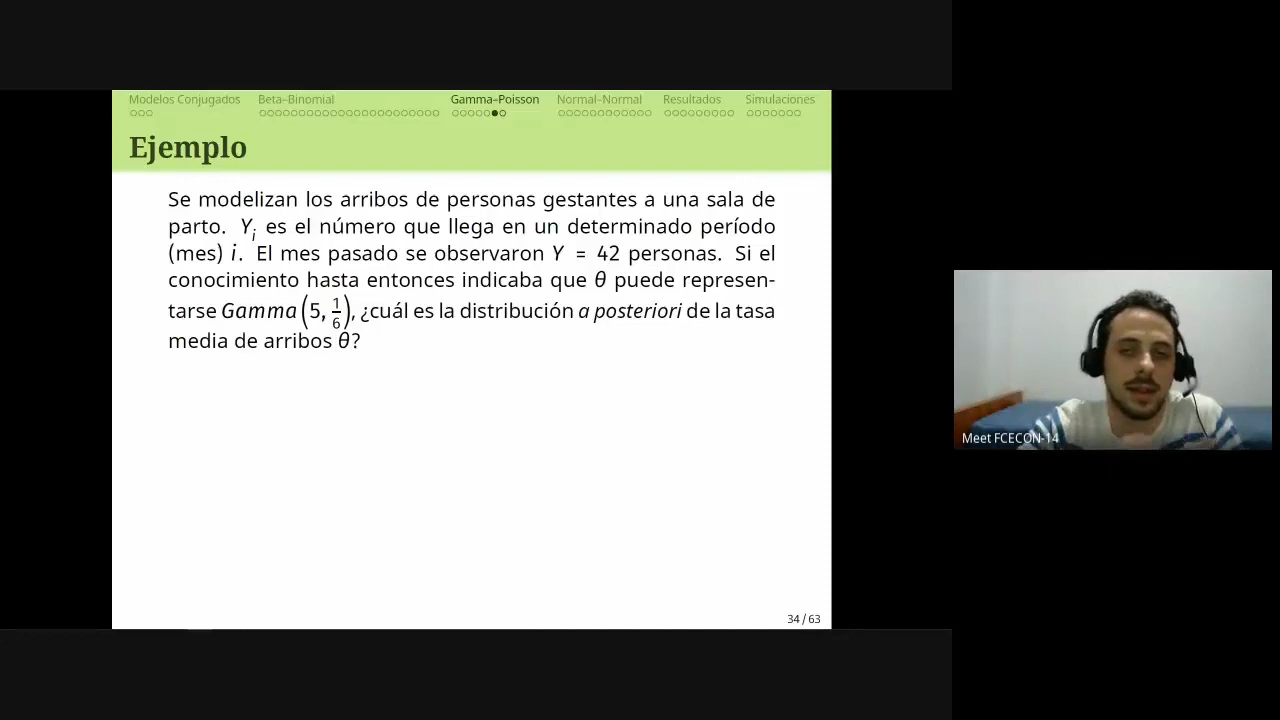 Modelos Conjugados Beta–Binomial Gamma–Poisson Normal–Normal Resultados Simulaciones
Ejemplo
Se modelizan los arribos de personas gestantes a una sala de
parto. Yi es el número que llega en un determinado período
(mes) i. El mes pasado se observaron Y = 42 personas. Si el
conocimiento hasta entonces indicaba que θ puede represen-
tarse Gamma(5, 1/6), ¿cuál es la distribución a posteriori de la tasa
media de arribos θ?
34 / 63
Meet FCECON-14